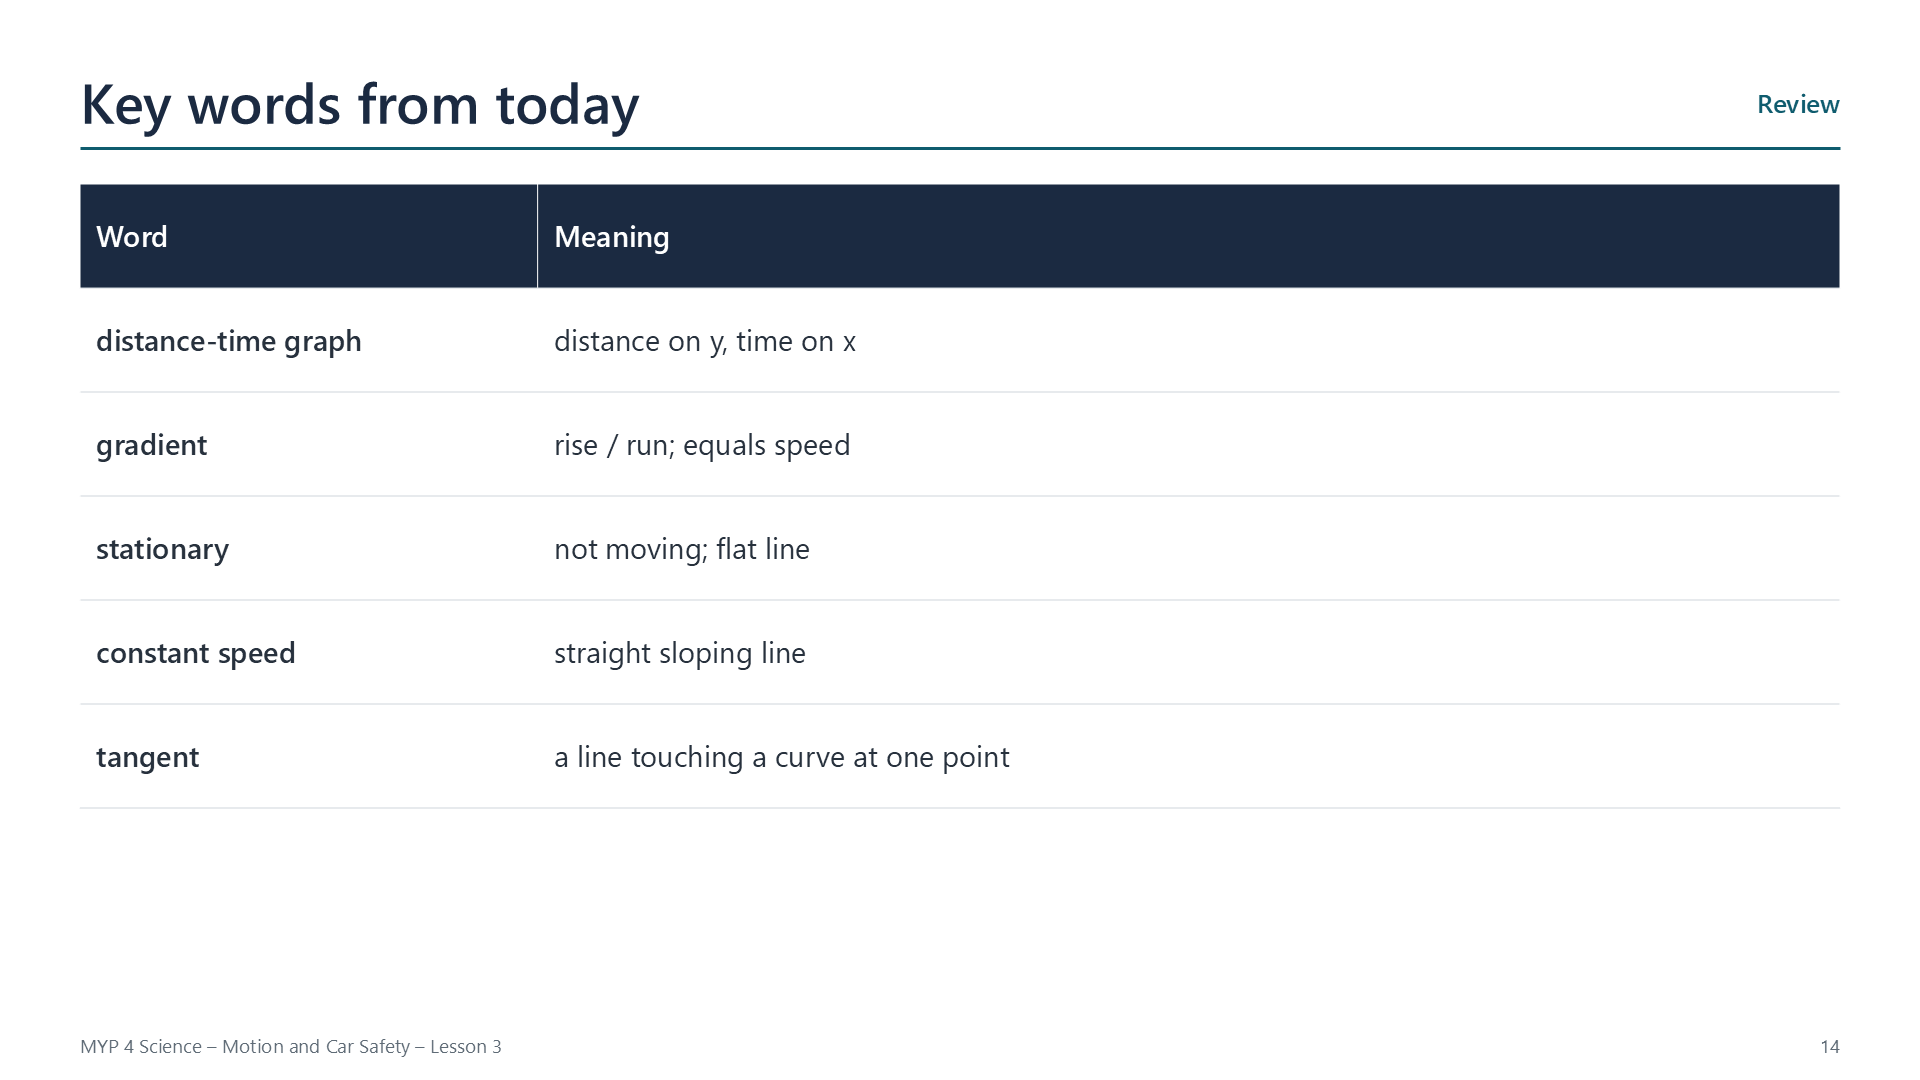 Key words from today
Review
Word Meaning
distance-time graph distance on y, time on x
gradient rise / run; equals speed
stationary not moving; flat line
constant speed straight sloping line
tangent a line touching a curve at one point
MYP 4 Science – Motion and Car Safety – Lesson 3
14